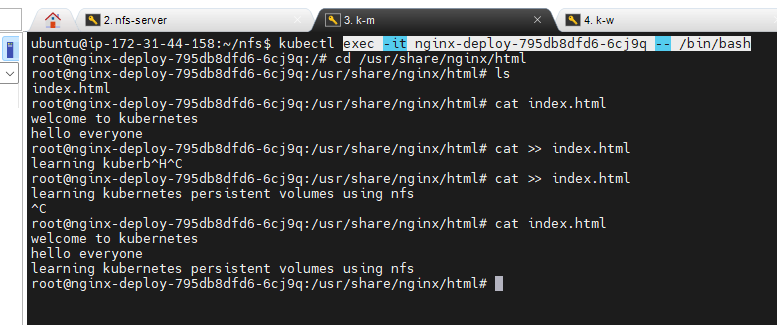 2. nfs-server
3. k-m
4. k-w
ubuntu@ip-172-31-44-158:~/nfs$ kubectl exec -it nginx-deploy-795db8dfd6-6cj9q -- /bin/bash
root@nginx-deploy-795db8dfd6-6cj9q:/# cd /usr/share/nginx/html
root@nginx-deploy-795db8dfd6-6cj9q:/usr/share/nginx/html# ls
index.html
root@nginx-deploy-795db8dfd6-6cj9q:/usr/share/nginx/html# cat index.html
welcome to kubernetes
hello everyone
root@nginx-deploy-795db8dfd6-6cj9q:/usr/share/nginx/html# cat >> index.html
learning kuberb^H^C
root@nginx-deploy-795db8dfd6-6cj9q:/usr/share/nginx/html# cat >> index.html
learning kubernetes persistent volumes using nfs
^C
root@nginx-deploy-795db8dfd6-6cj9q:/usr/share/nginx/html# cat index.html
welcome to kubernetes
hello everyone
learning kubernetes persistent volumes using nfs
root@nginx-deploy-795db8dfd6-6cj9q:/usr/share/nginx/html#